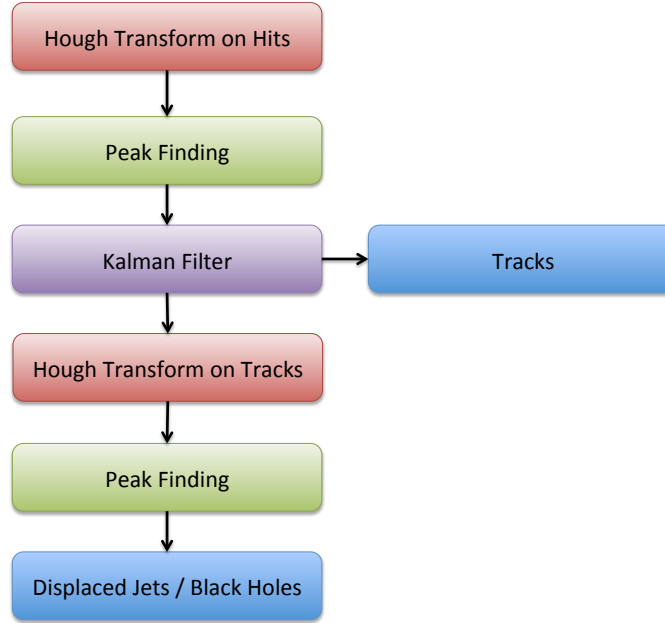 Hough Transform on Hits
Peak Finding
Kalman Filter
Tracks
Hough Transform on Tracks
Peak Finding
Displaced Jets / Black Holes